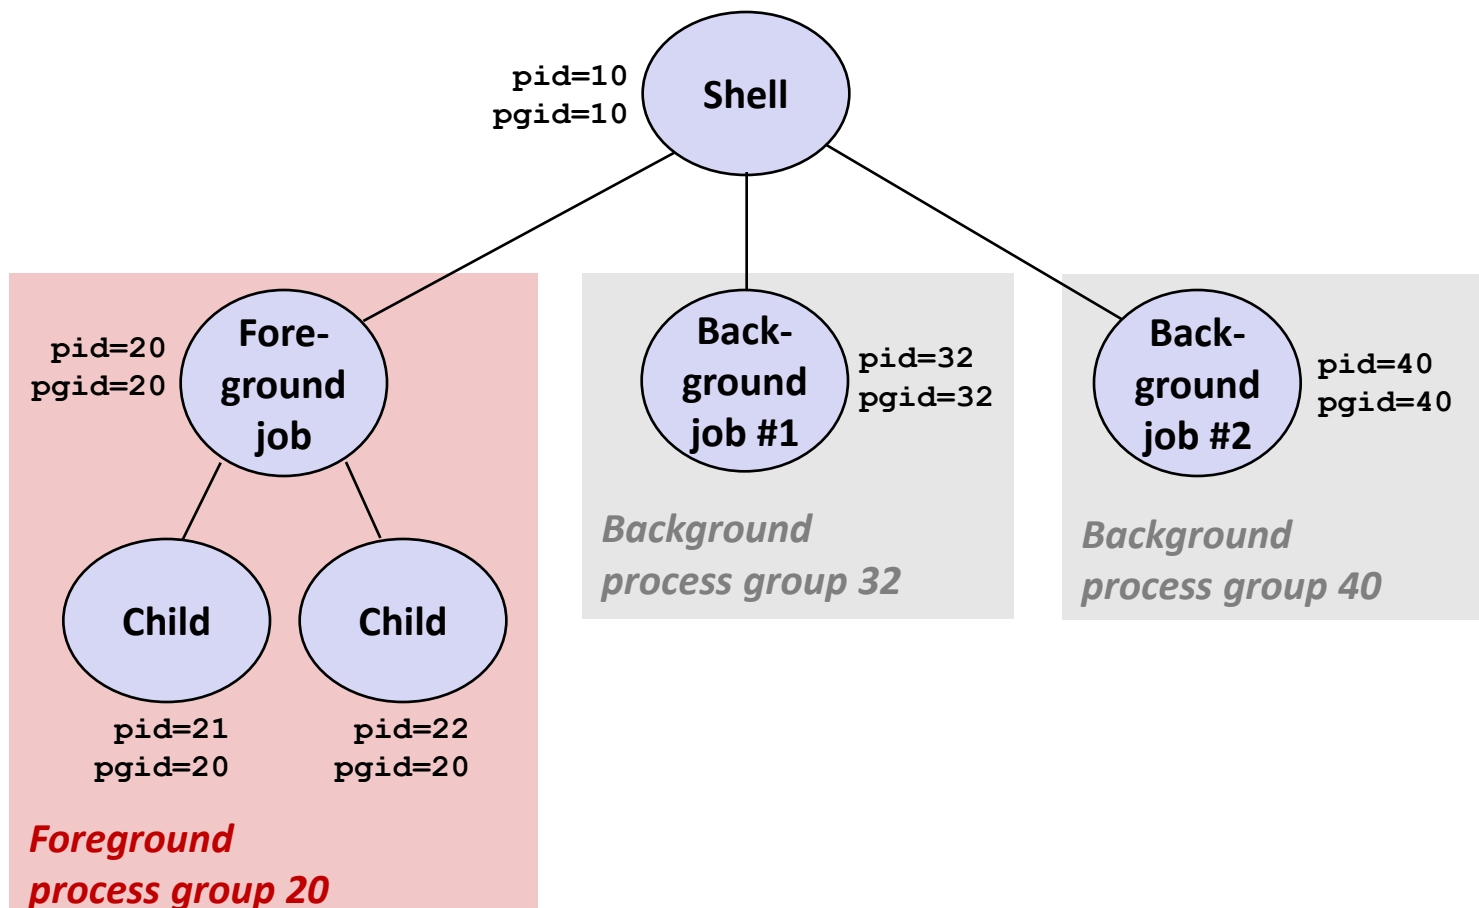 pid=10
pgid=10
Shell
pid=20
pgid=20
Fore-
ground
job
Back-
ground
job #1
pid=32
pgid=32
Back-
ground
job #2
pid=40
pgid=40
Background
process group 32
Background
process group 40
Child
Child
pid=21
pgid=20
pid=22
pgid=20
Foreground
process group 20